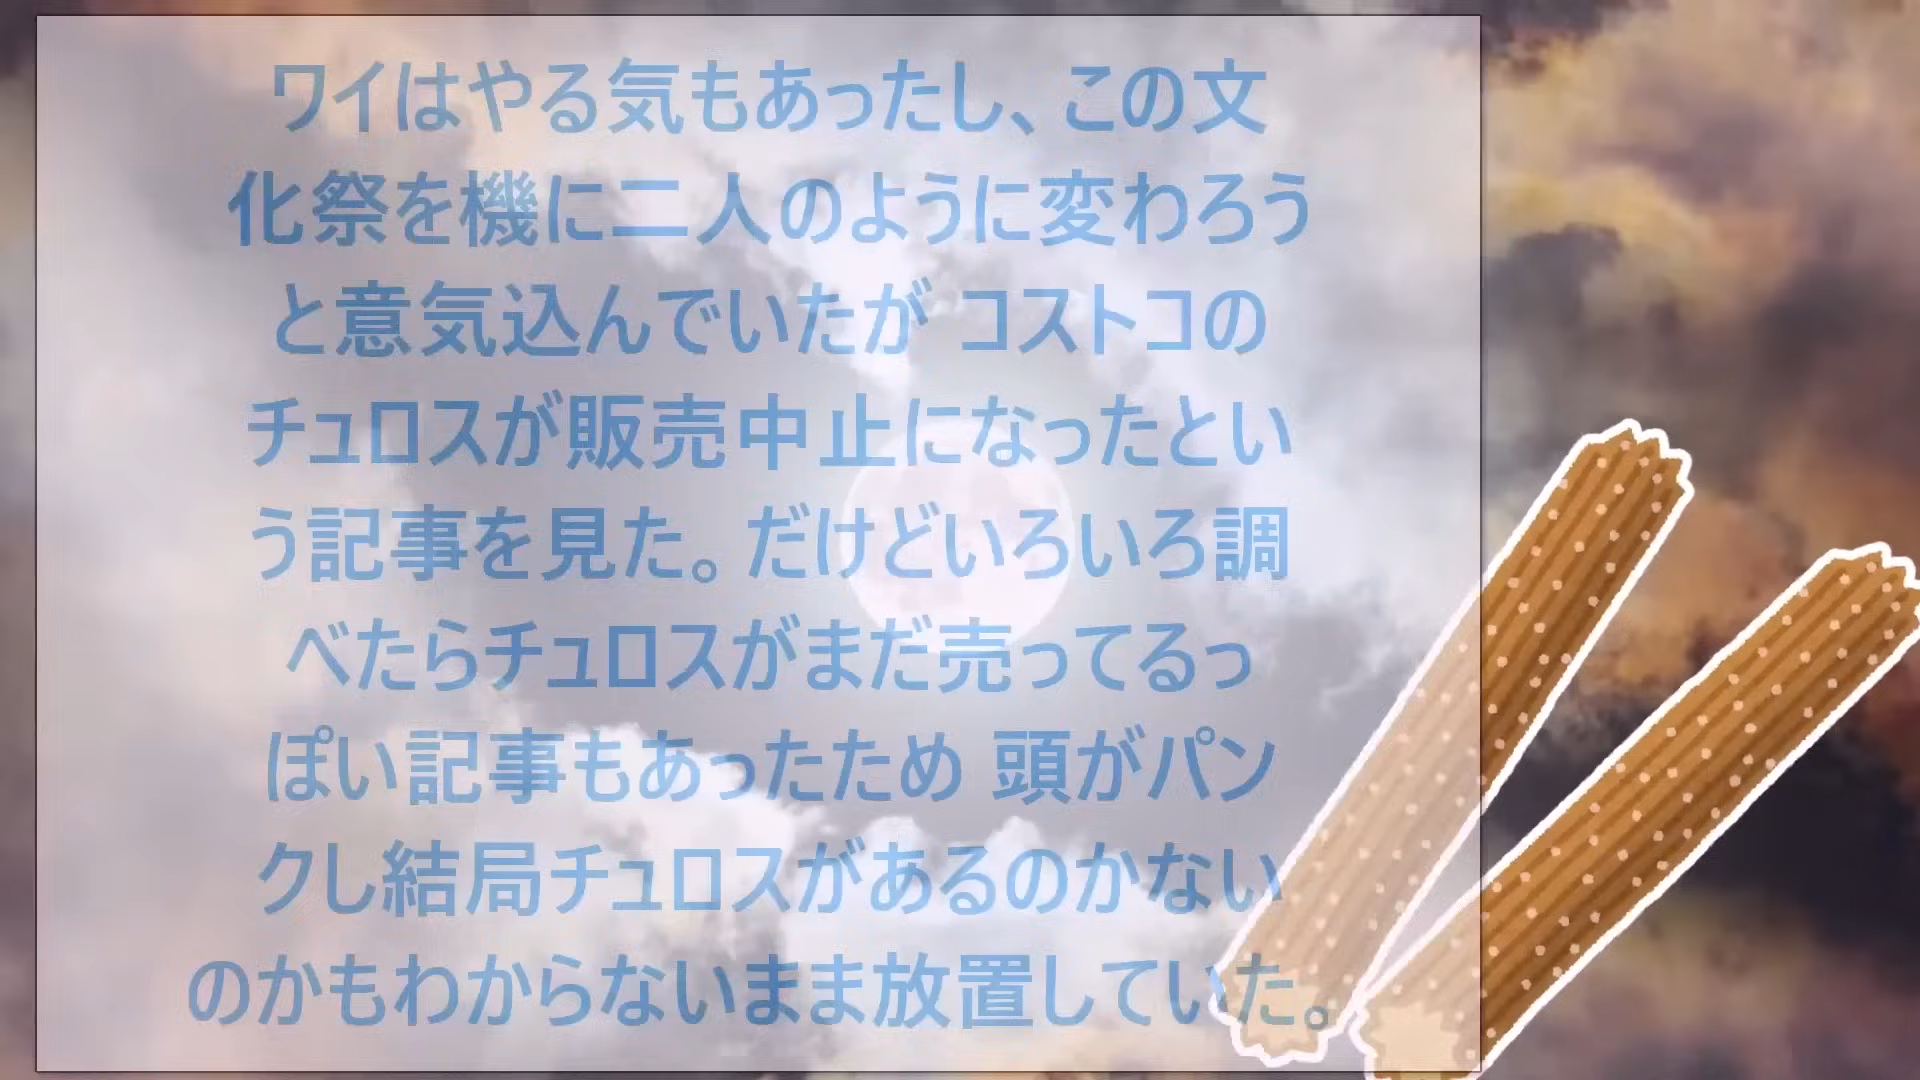 ワイはやる気もあったし、この文
化祭を機に二人のように変わろう
と意気込んでいたが コストコの
チュロスが販売中止になったとい
う記事を見た。だけどいろいろ調
べたらチュロスがまだ売ってるっ
ぽい記事もあったため 頭がパン
クし結局チュロスがあるのかない
のかもわからないまま放置していた。